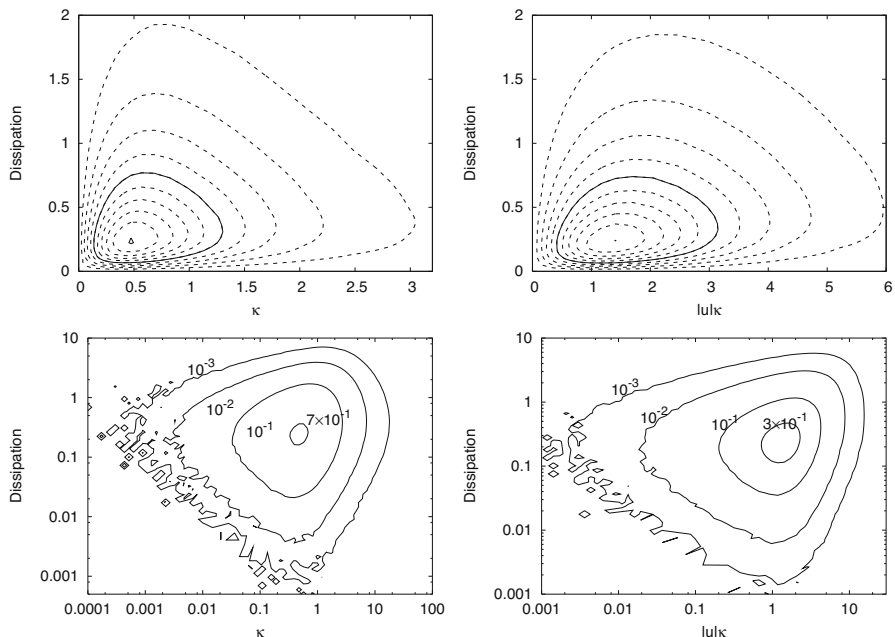 2
1.5
1
0.5
0
Dissipation
0 0.5 1 1.5 2 2.5 3
κ
2
1.5
1
0.5
0
Dissipation
0 1 2 3 4 5 6
|u|κ
10
1
0.1
0.01
0.001
Dissipation
10⁻³
10⁻²
10⁻¹
7×10⁻¹
0.0001 0.001 0.01 0.1 1 10 100
κ
10
1
0.1
0.01
0.001
Dissipation
10⁻³
10⁻²
10⁻¹
3×10⁻¹
0.001 0.01 0.1 1 10
|u|κ